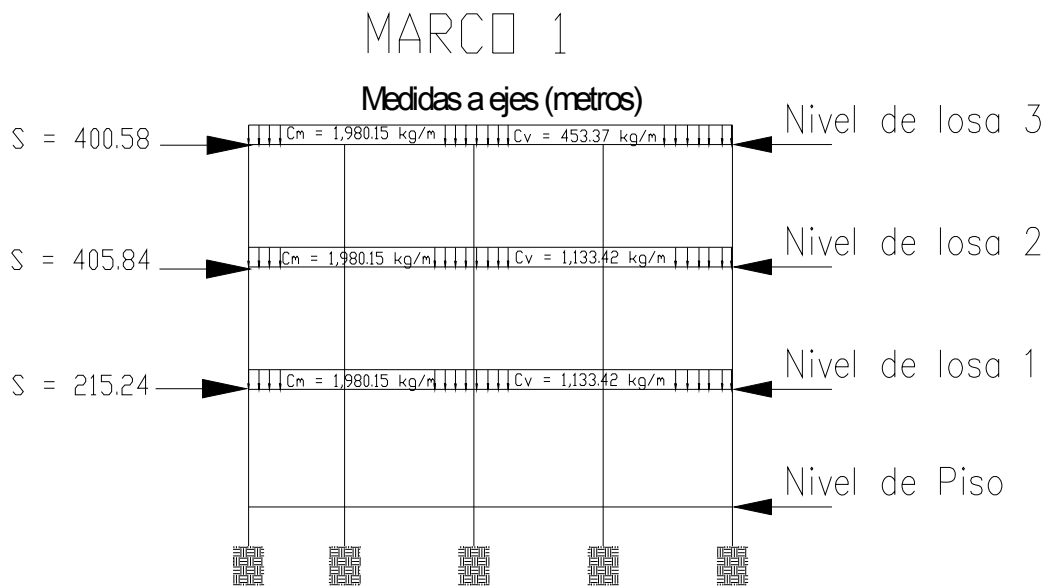 MARCO 1
Medidas a ejes (metros)
S = 400.58
Cm = 1,980.15 kg/m
Cv = 453.37 kg/m
Nivel de losa 3
S = 405.84
Cm = 1,980.15 kg/m
Cv = 1,133.42 kg/m
Nivel de losa 2
S = 215.24
Cm = 1,980.15 kg/m
Cv = 1,133.42 kg/m
Nivel de losa 1
Nivel de Piso